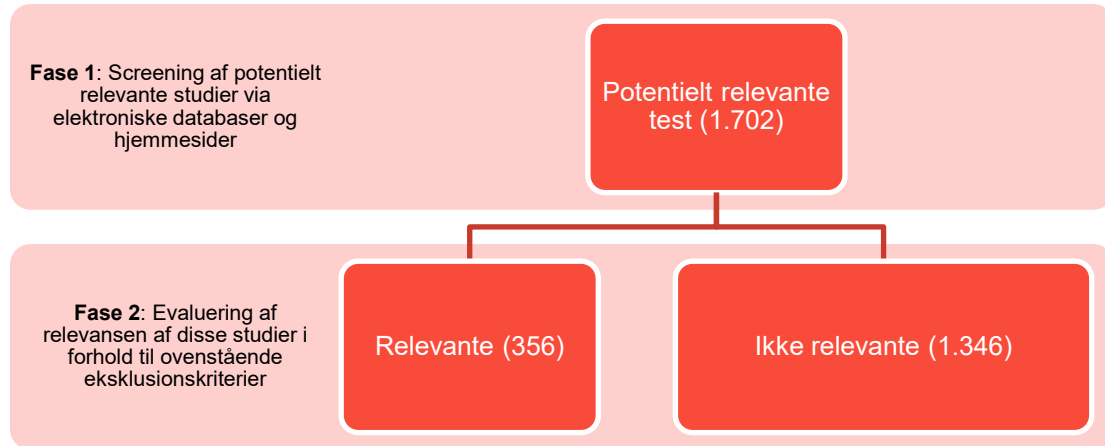 Fase 1: Screening af potentielt
relevante studier via
elektroniske databaser og
hjemmesider
Potentielt relevante
test (1.702)
Fase 2: Evaluering af
relevansen af disse studier i
forhold til ovenstående
eksklusionskriterier
Relevante (356)
Ikke relevante (1.346)